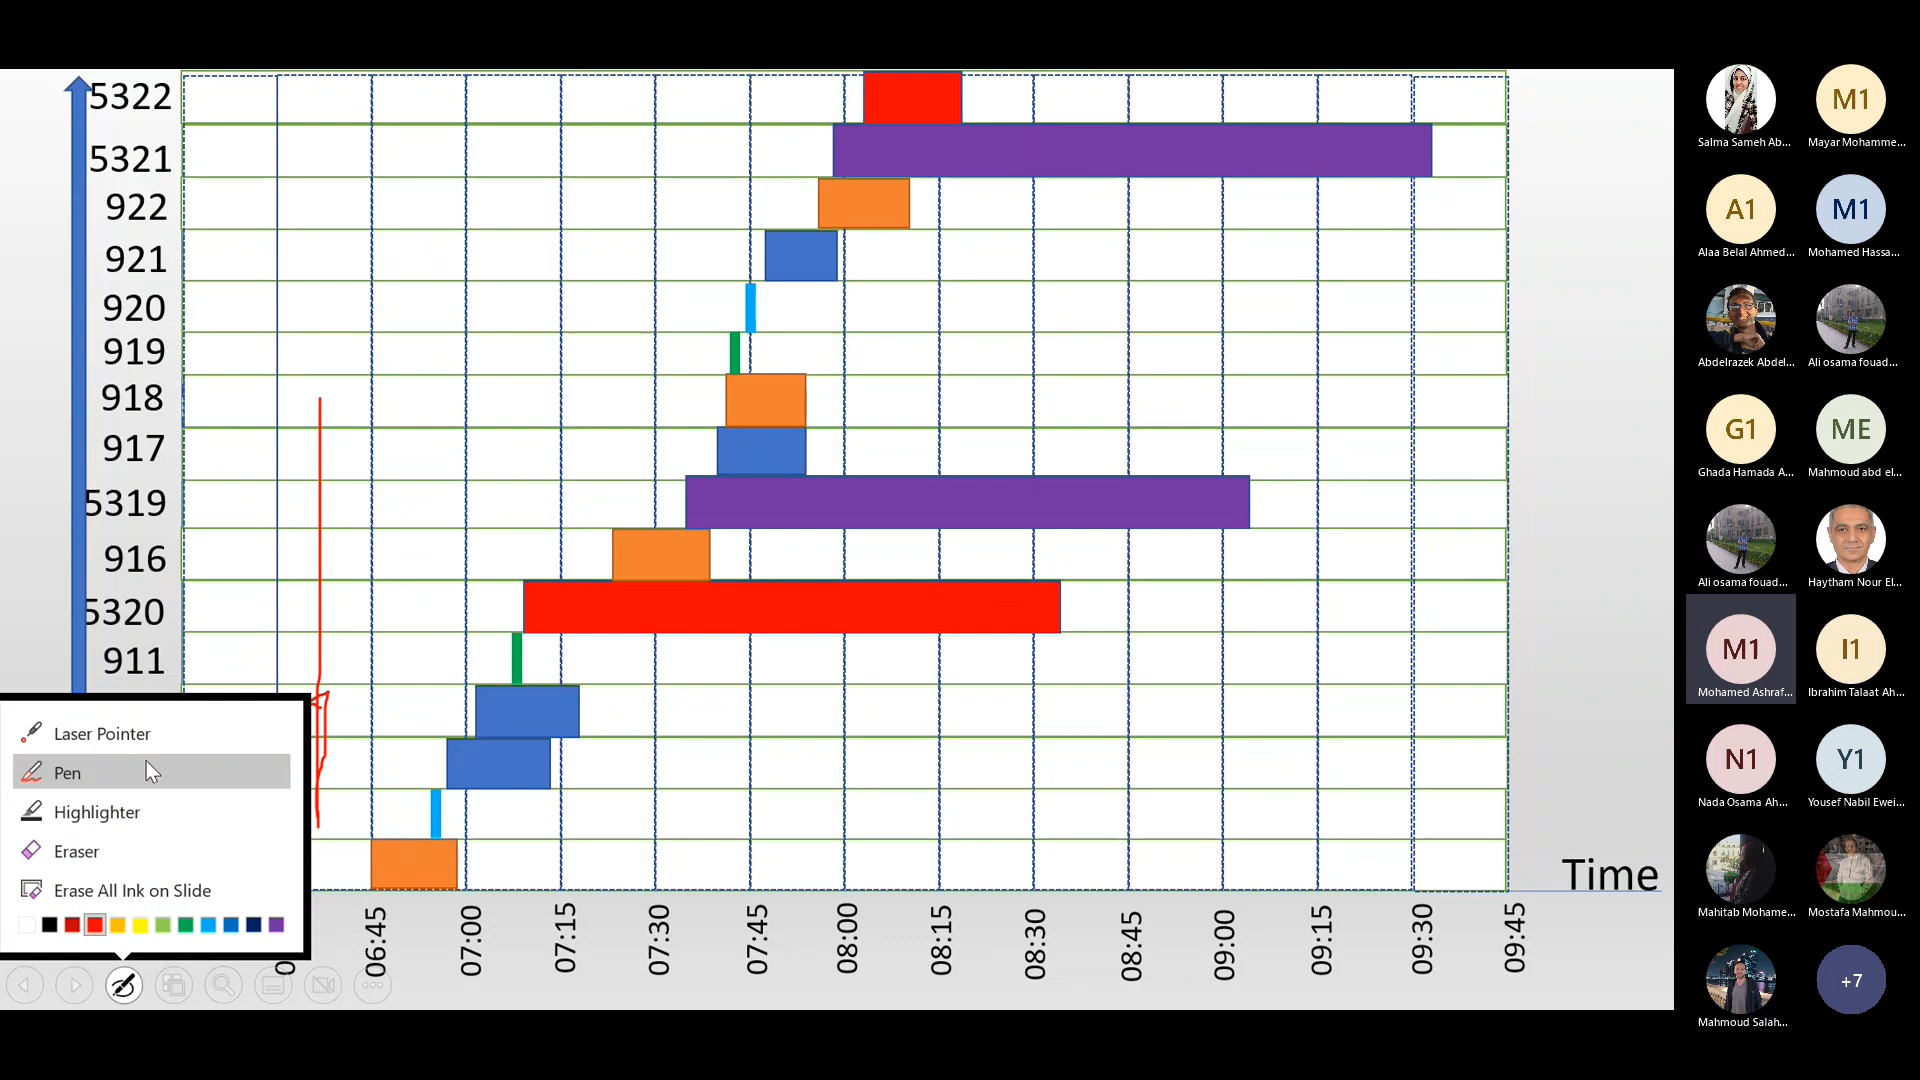 5322
5321
922
921
920
919
918
917
5319
916
5320
911
Time
0
06:45
07:00
07:15
07:30
07:45
08:00
08:15
08:30
08:45
09:00
09:15
09:30
09:45
Laser Pointer
Pen
Highlighter
Eraser
Erase All Ink on Slide
Salma Sameh Ab...
M1
Mayar Mohamme...
A1
Alaa Belal Ahmed...
M1
Mohamed Hassa...
Abdelrazek Abdel...
Ali osama fouad...
G1
Ghada Hamada A...
ME
Mahmoud abd el...
Ali osama fouad...
Haytham Nour El...
M1
Mohamed Ashraf...
I1
Ibrahim Talaat Ah...
N1
Nada Osama Ah...
Y1
Yousef Nabil Ewei...
Mahitab Mohame...
Mostafa Mahmou...
Mahmoud Salah...
+7